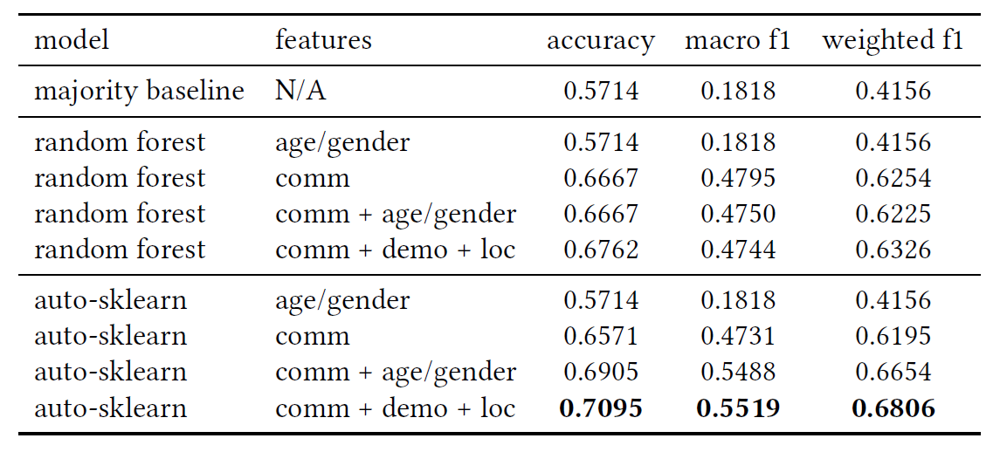 model features accuracy macro f1 weighted f1
majority baseline N/A 0.5714 0.1818 0.4156
random forest age/gender 0.5714 0.1818 0.4156
random forest comm 0.6667 0.4795 0.6254
random forest comm + age/gender 0.6667 0.4750 0.6225
random forest comm + demo + loc 0.6762 0.4744 0.6326
auto-sklearn age/gender 0.5714 0.1818 0.4156
auto-sklearn comm 0.6571 0.4731 0.6195
auto-sklearn comm + age/gender 0.6905 0.5488 0.6654
auto-sklearn comm + demo + loc 0.7095 0.5519 0.6806